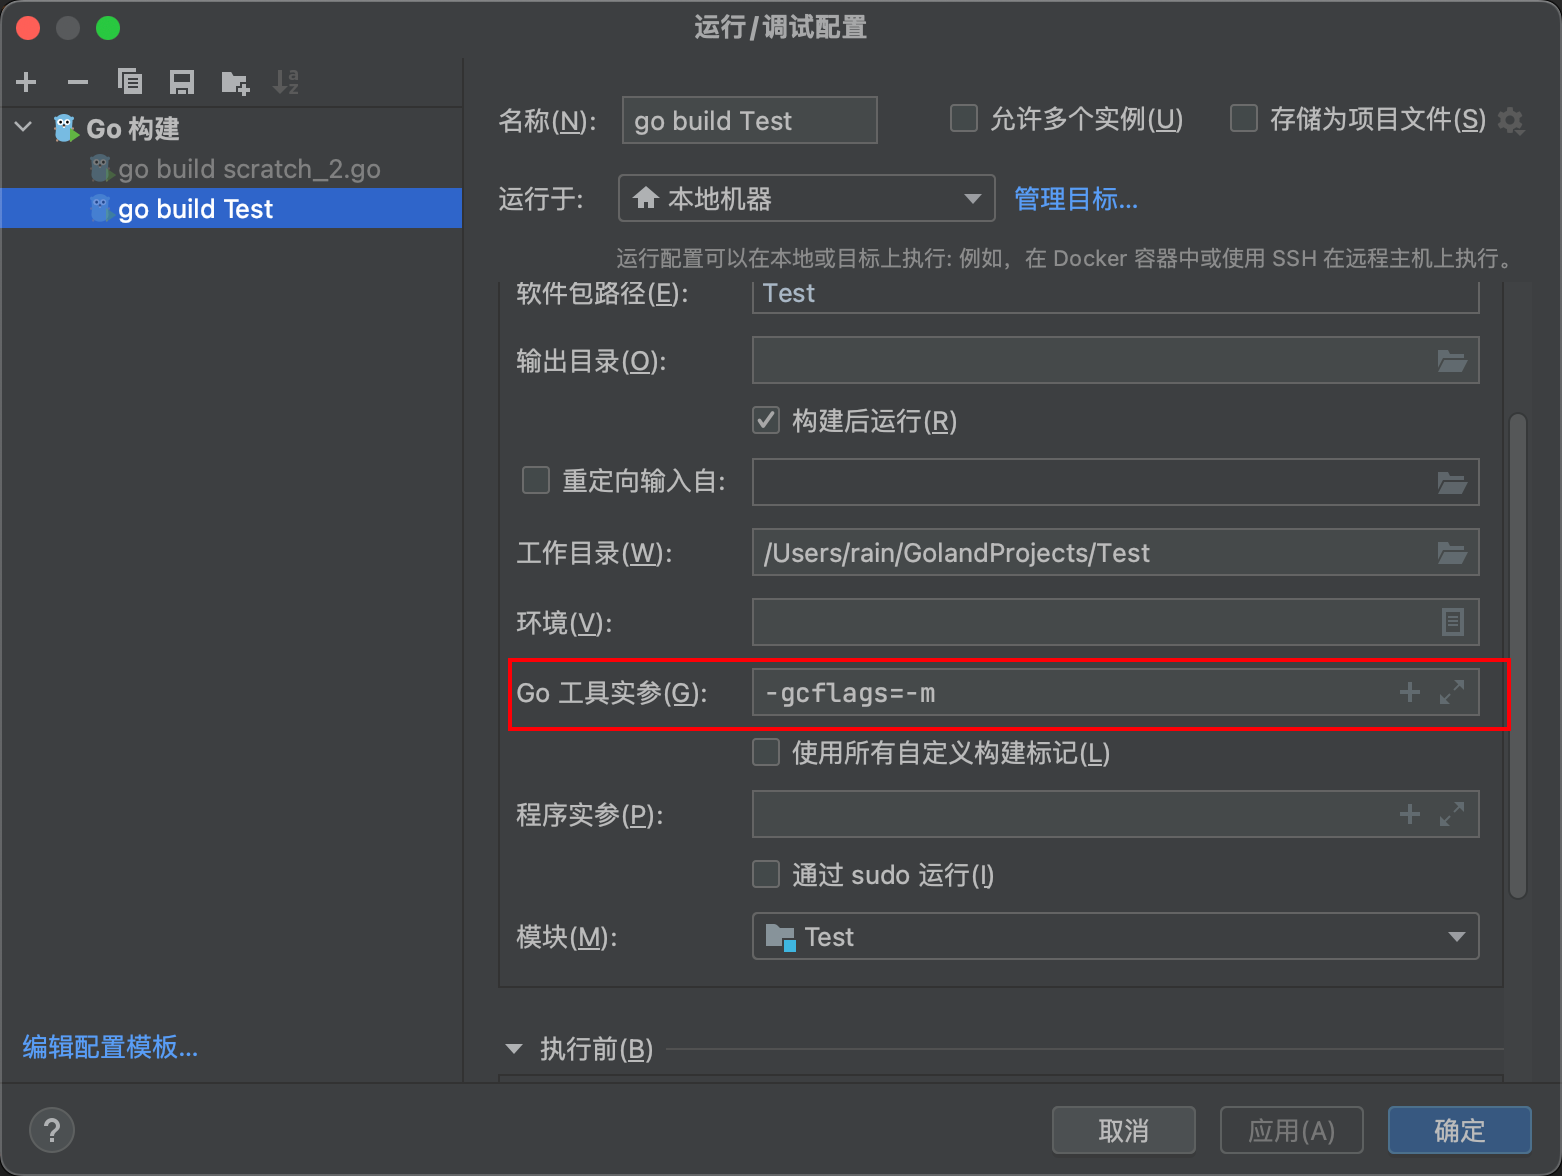 运行/调试配置
Go 构建
go build scratch_2.go
go build Test
编辑配置模板...
名称(N):
go build Test
允许多个实例(U)
存储为项目文件(S)
运行于:
本地机器
管理目标...
运行配置可以在本地或目标上执行: 例如，在 Docker 容器中或使用 SSH 在远程主机上执行。
软件包路径(E):
Test
输出目录(O):
构建后运行(R)
重定向输入自:
工作目录(W):
/Users/rain/GolandProjects/Test
环境(V):
Go 工具实参(G):
-gcflags=-m
使用所有自定义构建标记(L)
程序实参(P):
通过 sudo 运行(I)
模块(M):
Test
执行前(B)
?
取消
应用(A)
确定